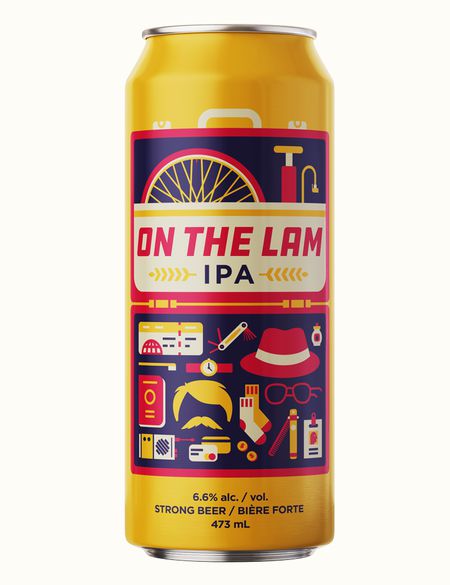 ON THE LAM
IPA
6.6% alc. / vol.
STRONG BEER / BIÈRE FORTE
473 mL